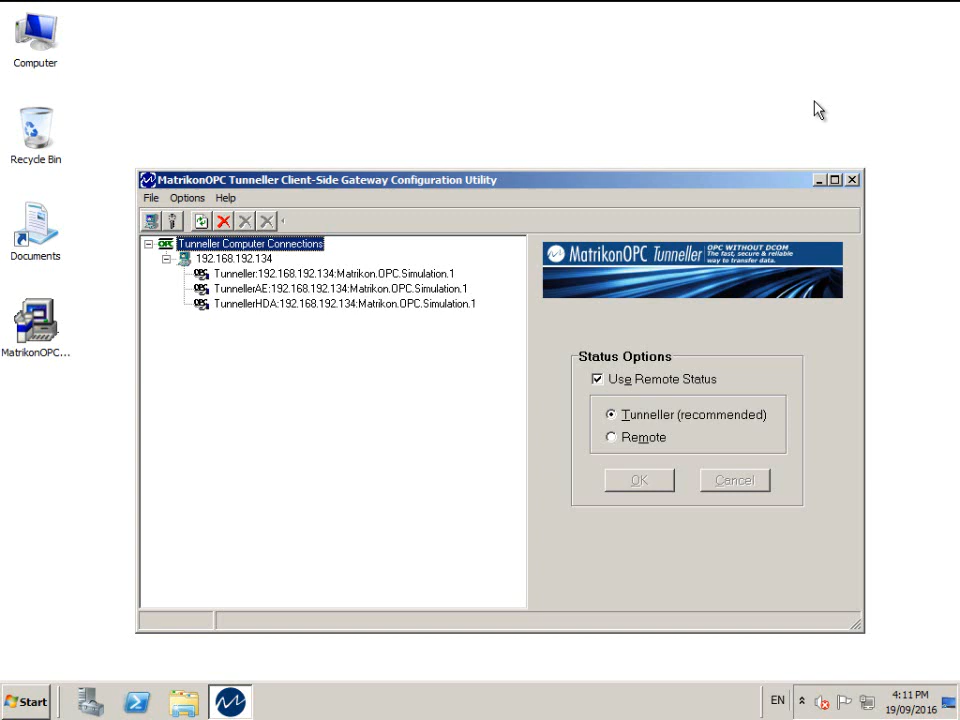 Computer
Recycle Bin
Documents
MatrikonOPC...
MatrikonOPC Tunneller Client-Side Gateway Configuration Utility
File Options Help
OPC Tunneller Computer Connections
192.168.192.134
OPC Tunneller:192.168.192.134:Matrikon.OPC.Simulation.1
OPC TunnellerAE:192.168.192.134:Matrikon.OPC.Simulation.1
OPC TunnellerHDA:192.168.192.134:Matrikon.OPC.Simulation.1
MatrikonOPC Tunneller
OPC WITHOUT DCOM
The fast, secure & reliable
way to transfer data.
Status Options
Use Remote Status
Tunneller (recommended)
Remote
OK Cancel
Start
EN
4:11 PM
19/09/2016